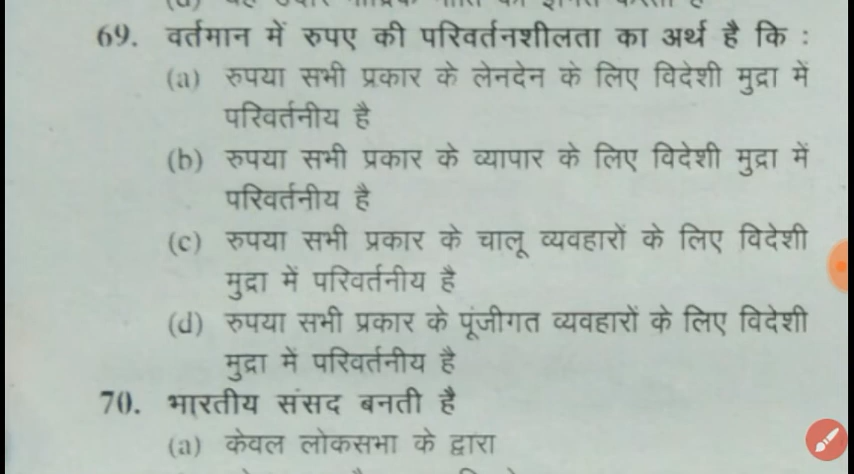 69. वर्तमान में रुपए की परिवर्तनशीलता का अर्थ है कि :
(a) रुपया सभी प्रकार के लेनदेन के लिए विदेशी मुद्रा में
परिवर्तनीय है
(b) रुपया सभी प्रकार के व्यापार के लिए विदेशी मुद्रा में
परिवर्तनीय है
(c) रुपया सभी प्रकार के चालू व्यवहारों के लिए विदेशी
मुद्रा में परिवर्तनीय है
(d) रुपया सभी प्रकार के पूंजीगत व्यवहारों के लिए विदेशी
मुद्रा में परिवर्तनीय है
70. भारतीय संसद बनती है
(a) केवल लोकसभा के द्वारा